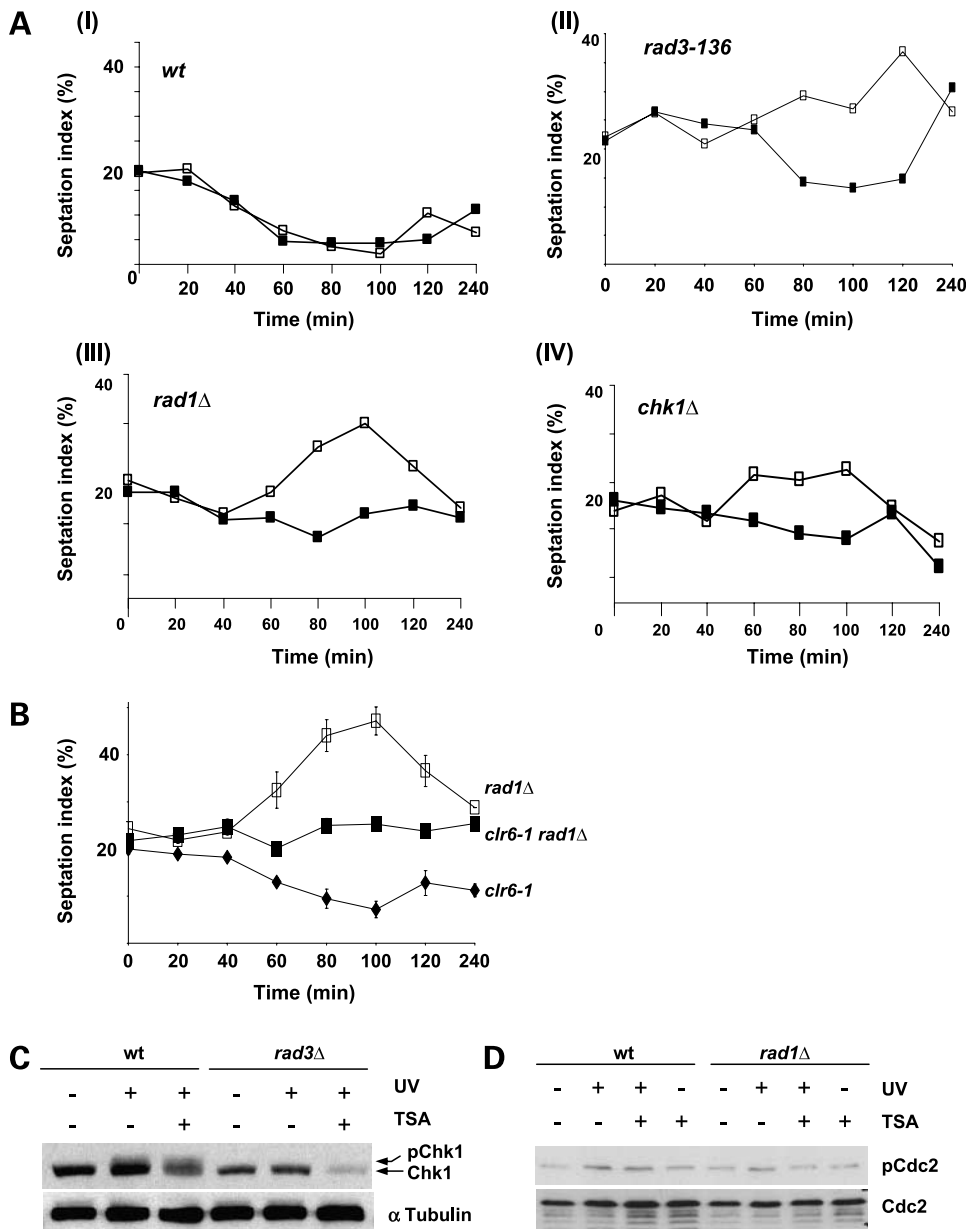 A
(I)
wt
Septation index (%)
40
20
0
20 40 60 80 100 120 240
Time (min)
(II)
rad3-136
Septation index (%)
40
20
0 20 40 60 80 100 120 240
Time (min)
(III)
rad1Δ
Septation index (%)
40
20
0 20 40 60 80 100 120 240
Time (min)
(IV)
chk1Δ
Septation index (%)
40
20
0 20 40 60 80 100 120 240
Time (min)
B
Septation index (%)
40
20
0 20 40 60 80 100 120 240
Time (min)
rad1Δ
clr6-1 rad1Δ
clr6-1
C
wt rad3Δ
- + + - + + UV
- - + - - + TSA
pChk1
Chk1
α Tubulin
D
wt rad1Δ
- + + - - + + - UV
- - + + - - + + TSA
pCdc2
Cdc2